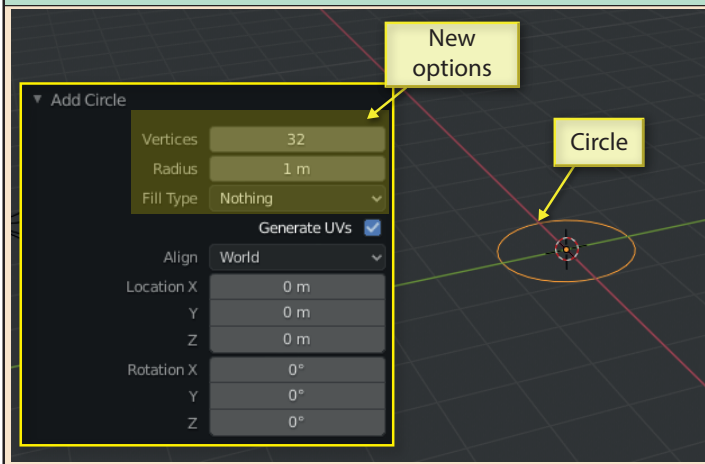 New
options
▼ Add Circle
Vertices 32
Radius 1 m
Fill Type Nothing
Circle
Generate UVs
Align World
Location X 0 m
Y 0 m
Z 0 m
Rotation X 0°
Y 0°
Z 0°